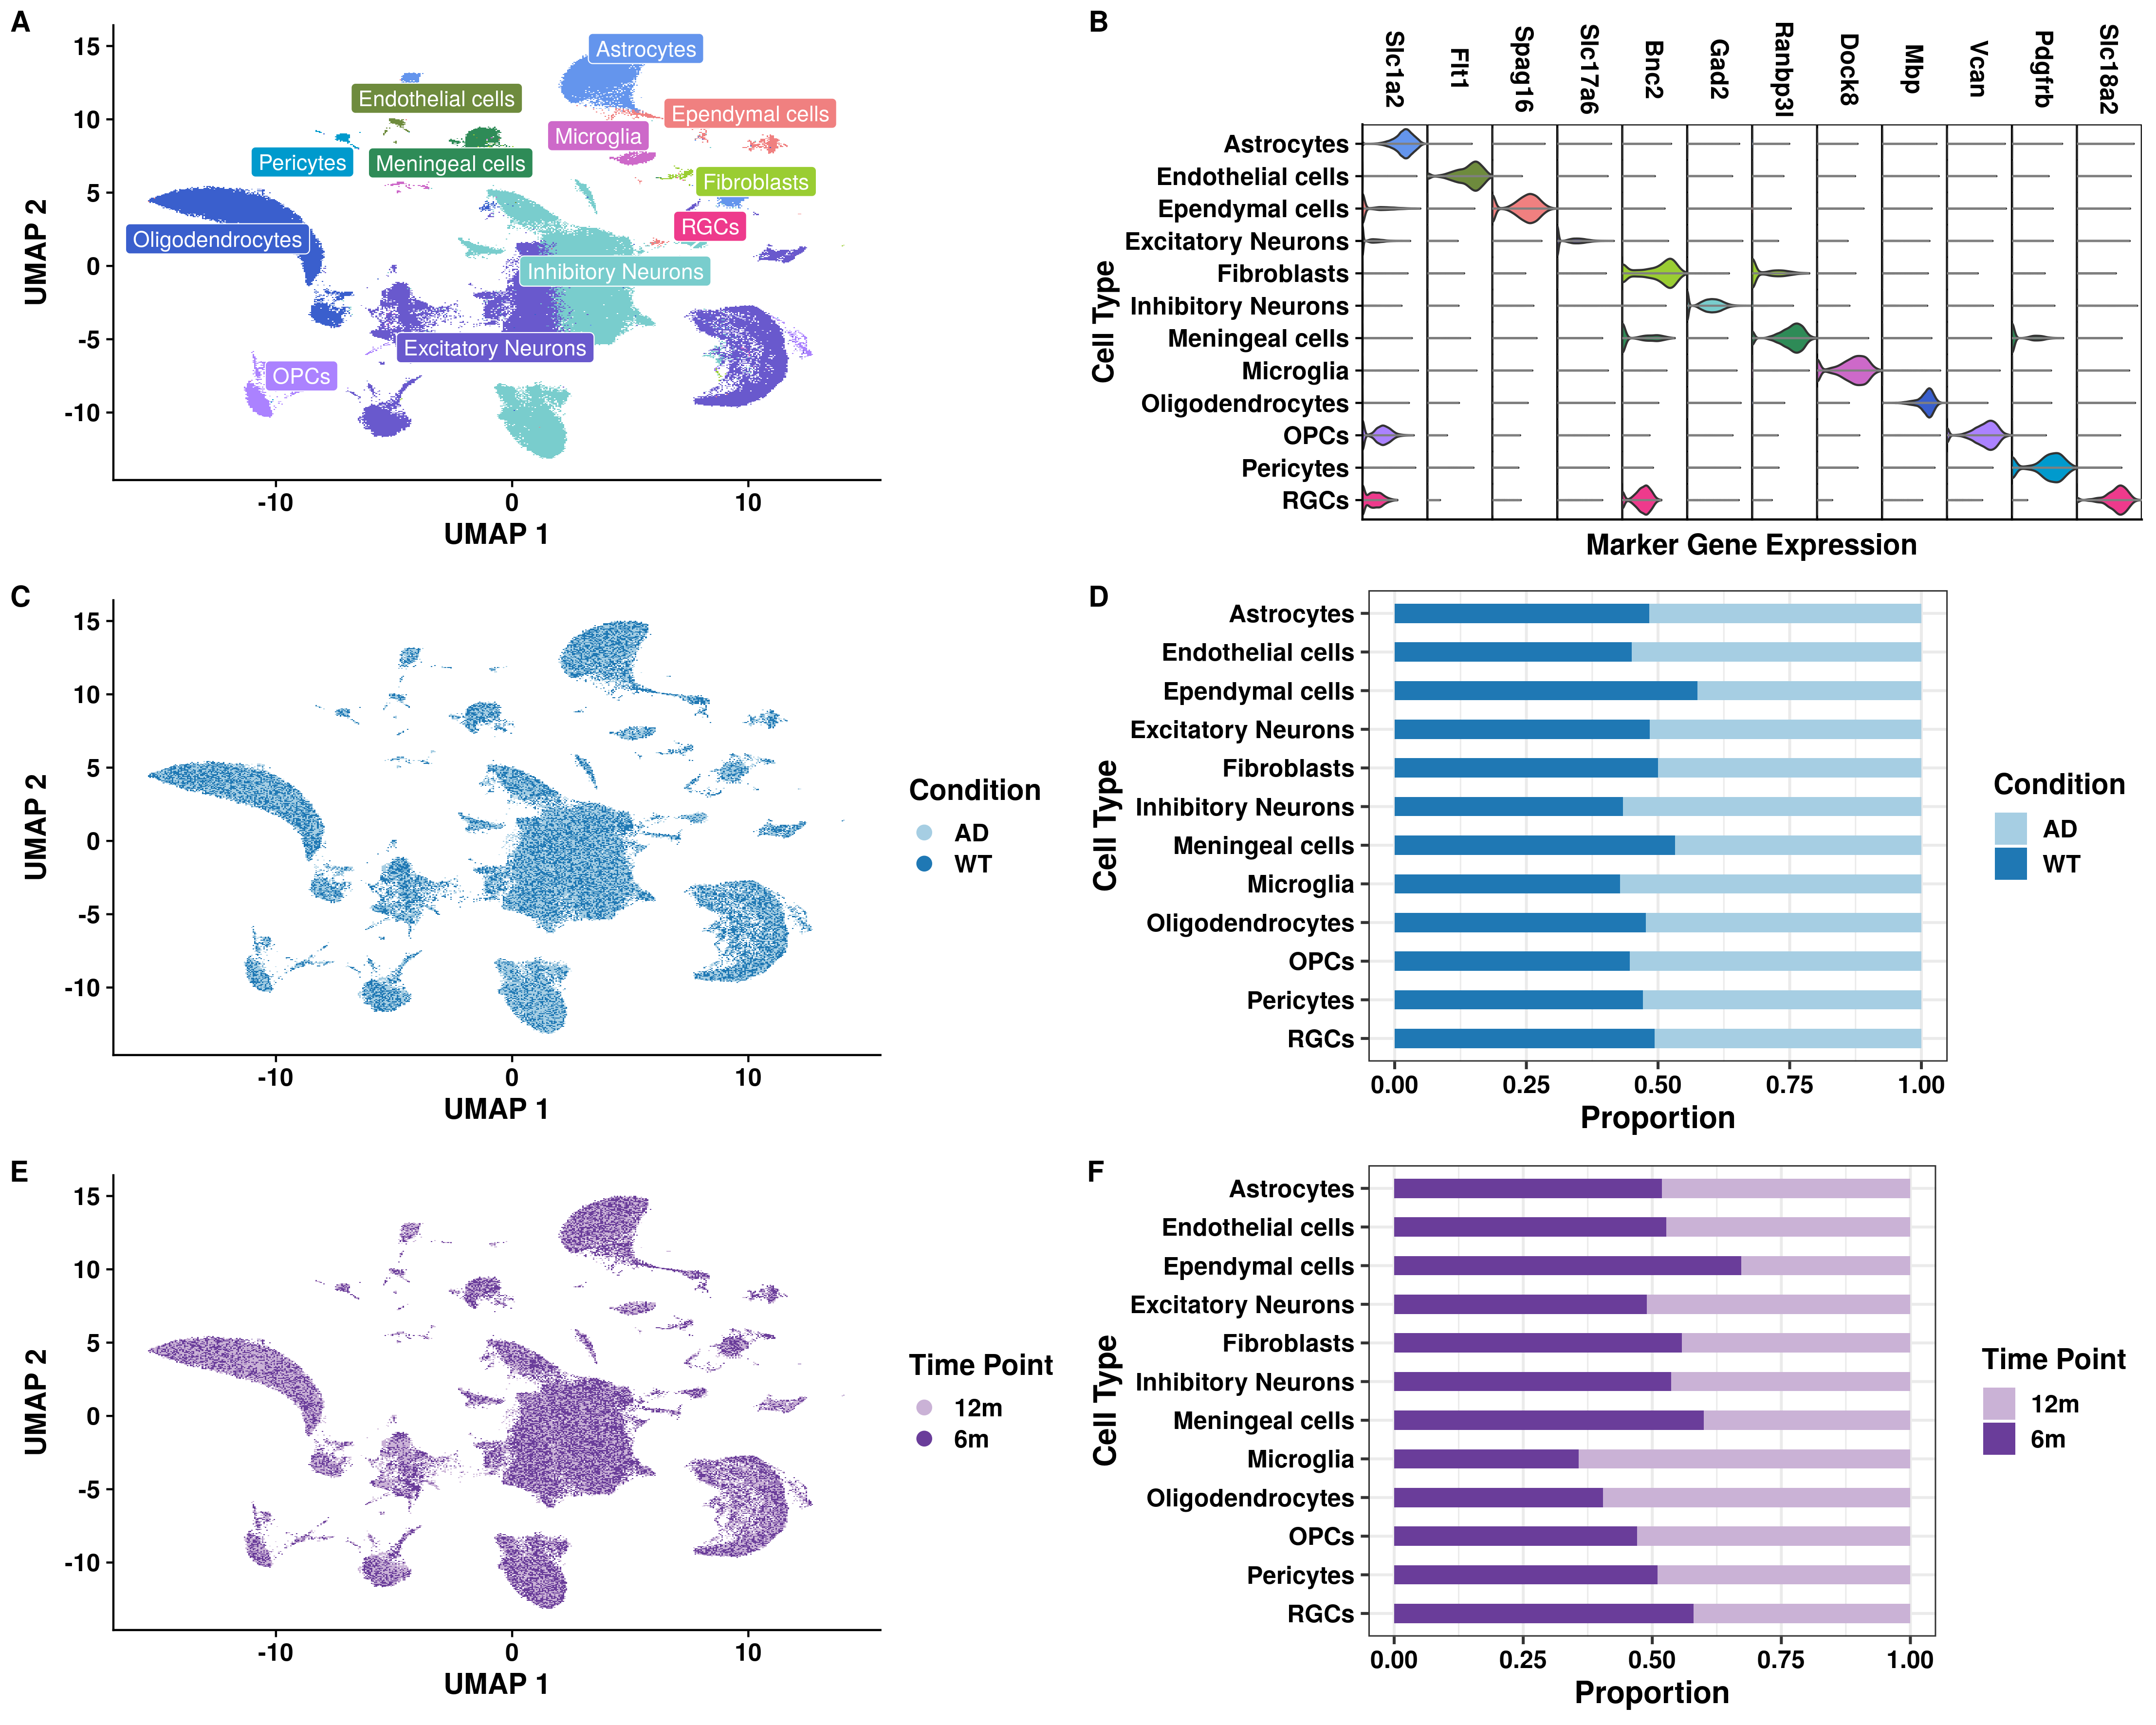 A
15
10
5
0
-5
-10
-10
0
10
UMAP 1
UMAP 2
Astrocytes
Endothelial cells
Ependymal cells
Microglia
Pericytes
Meningeal cells
Fibroblasts
RGCs
Oligodendrocytes
Inhibitory Neurons
Excitatory Neurons
OPCs
B
Slc1a2
Flt1
Spag16
Slc17a6
Bnc2
Gad2
Ranbp3l
Dock8
Mbp
Vcan
Pdgfrb
Slc18a2
Cell Type
Astrocytes
Endothelial cells
Ependymal cells
Excitatory Neurons
Fibroblasts
Inhibitory Neurons
Meningeal cells
Microglia
Oligodendrocytes
OPCs
Pericytes
RGCs
Marker Gene Expression
C
15
10
5
0
-5
-10
-10
0
10
UMAP 1
UMAP 2
Condition
AD
WT
D
Cell Type
Astrocytes
Endothelial cells
Ependymal cells
Excitatory Neurons
Fibroblasts
Inhibitory Neurons
Meningeal cells
Microglia
Oligodendrocytes
OPCs
Pericytes
RGCs
0.00
0.25
0.50
0.75
1.00
Proportion
Condition
AD
WT
E
15
10
5
0
-5
-10
-10
0
10
UMAP 1
UMAP 2
Time Point
12m
6m
F
Cell Type
Astrocytes
Endothelial cells
Ependymal cells
Excitatory Neurons
Fibroblasts
Inhibitory Neurons
Meningeal cells
Microglia
Oligodendrocytes
OPCs
Pericytes
RGCs
0.00
0.25
0.50
0.75
1.00
Proportion
Time Point
12m
6m